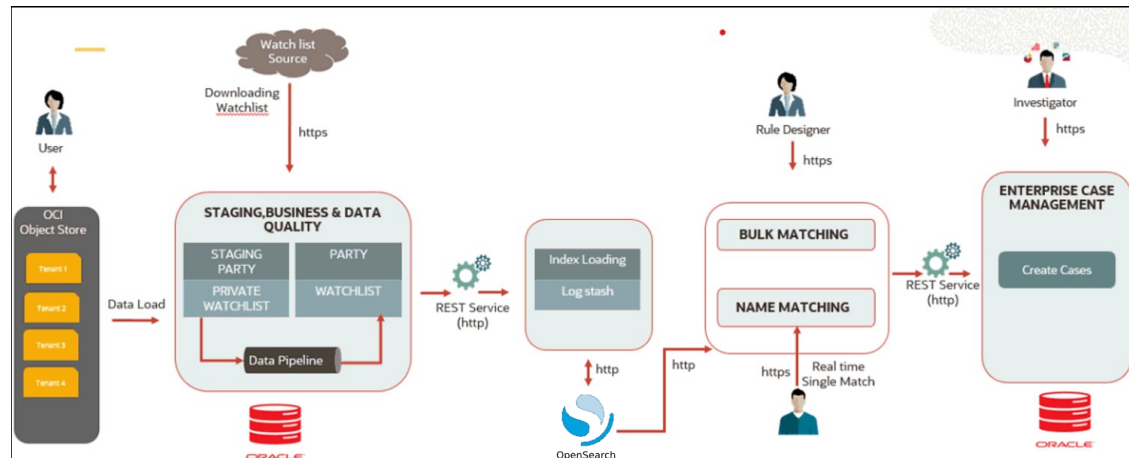 Watch list
Source
Downloading
Watchlist
https
User
OCI
Object Store
Tenant 1
Tenant 2
Tenant 3
Tenant 4
Data Load
STAGING,BUSINESS & DATA
QUALITY
STAGING
PARTY
PARTY
PRIVATE
WATCHLIST
WATCHLIST
Data Pipeline
ORACLE
REST Service
(http)
Index Loading
Log stash
http
OpenSearch
http
Rule Designer
https
BULK MATCHING
NAME MATCHING
https
Real time
Single Match
REST Service
(http)
Investigator
https
ENTERPRISE CASE
MANAGEMENT
Create Cases
ORACLE